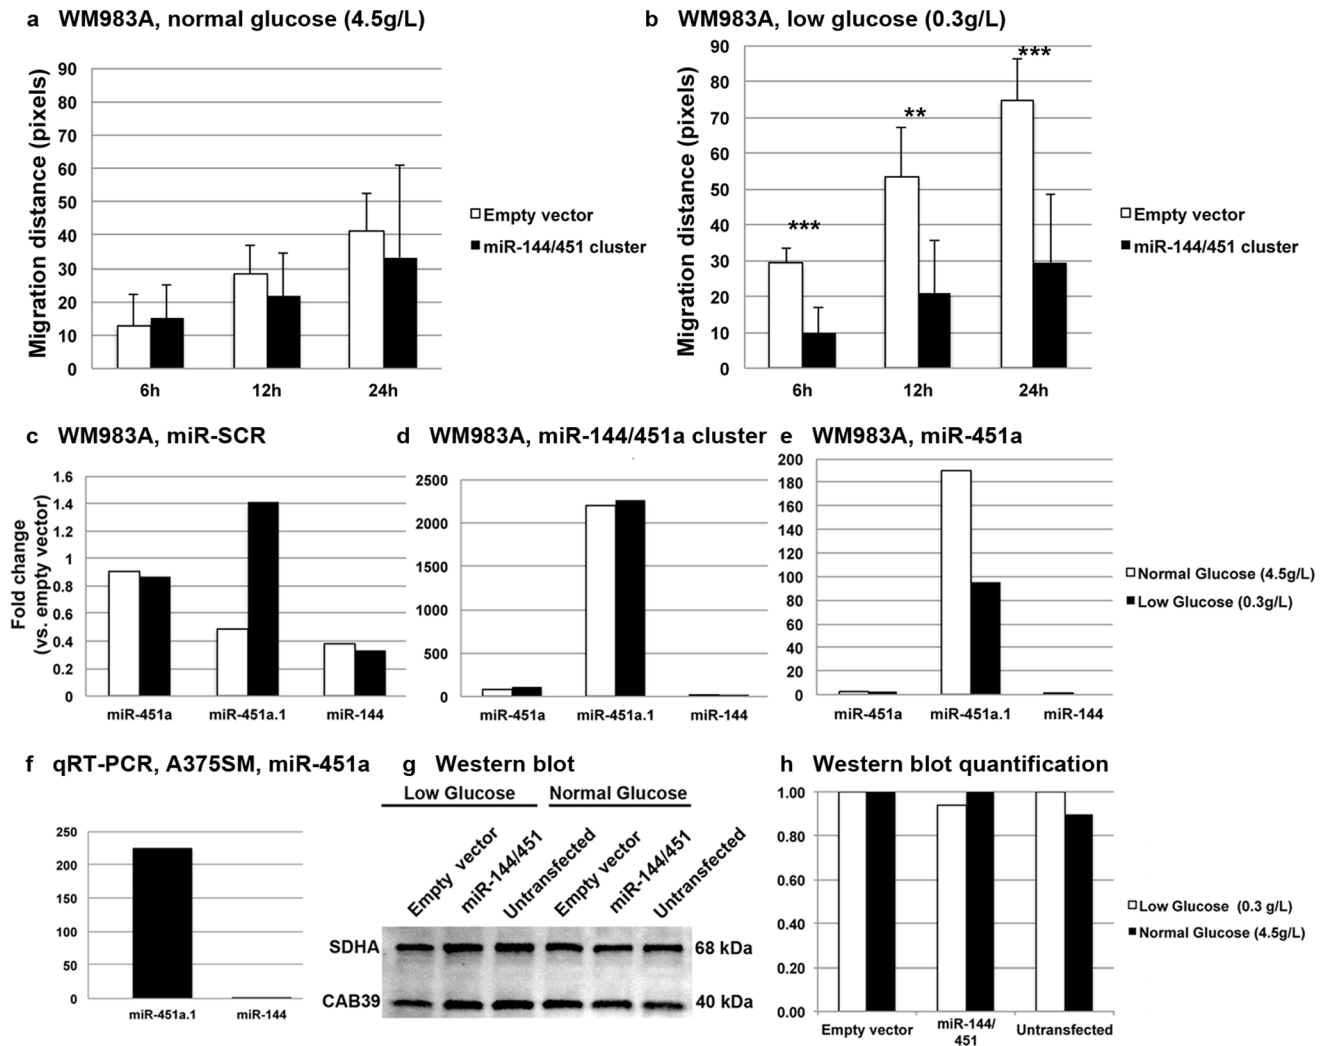 a WM983A, normal glucose (4.5g/L)
Migration distance (pixels)
90
80
70
60
50
40
30
20
10
0
6h 12h 24h
Empty vector
miR-144/451 cluster
b WM983A, low glucose (0.3g/L)
Migration distance (pixels)
90
80
70
60
50
40
30
20
10
0
***
**
***
6h 12h 24h
Empty vector
miR-144/451 cluster
c WM983A, miR-SCR
Fold change
(vs. empty vector)
1.6
1.4
1.2
1
0.8
0.6
0.4
0.2
0
miR-451a miR-451a.1 miR-144
d WM983A, miR-144/451a cluster
2500
2000
1500
1000
500
0
miR-451a miR-451a.1 miR-144
e WM983A, miR-451a
200
180
160
140
120
100
80
60
40
20
0
miR-451a miR-451a.1 miR-144
Normal Glucose (4.5g/L)
Low Glucose (0.3g/L)
f qRT-PCR, A375SM, miR-451a
250
200
150
100
50
0
miR-451a.1 miR-144
g Western blot
Low Glucose Normal Glucose
Empty vector
miR-144/451
Untransfected
Empty vector
miR-144/451
Untransfected
SDHA 68 kDa
CAB39 40 kDa
h Western blot quantification
1.00
0.80
0.60
0.40
0.20
0.00
Empty vector miR-144/ Untransfected
451
Low Glucose (0.3 g/L)
Normal Glucose (4.5g/L)